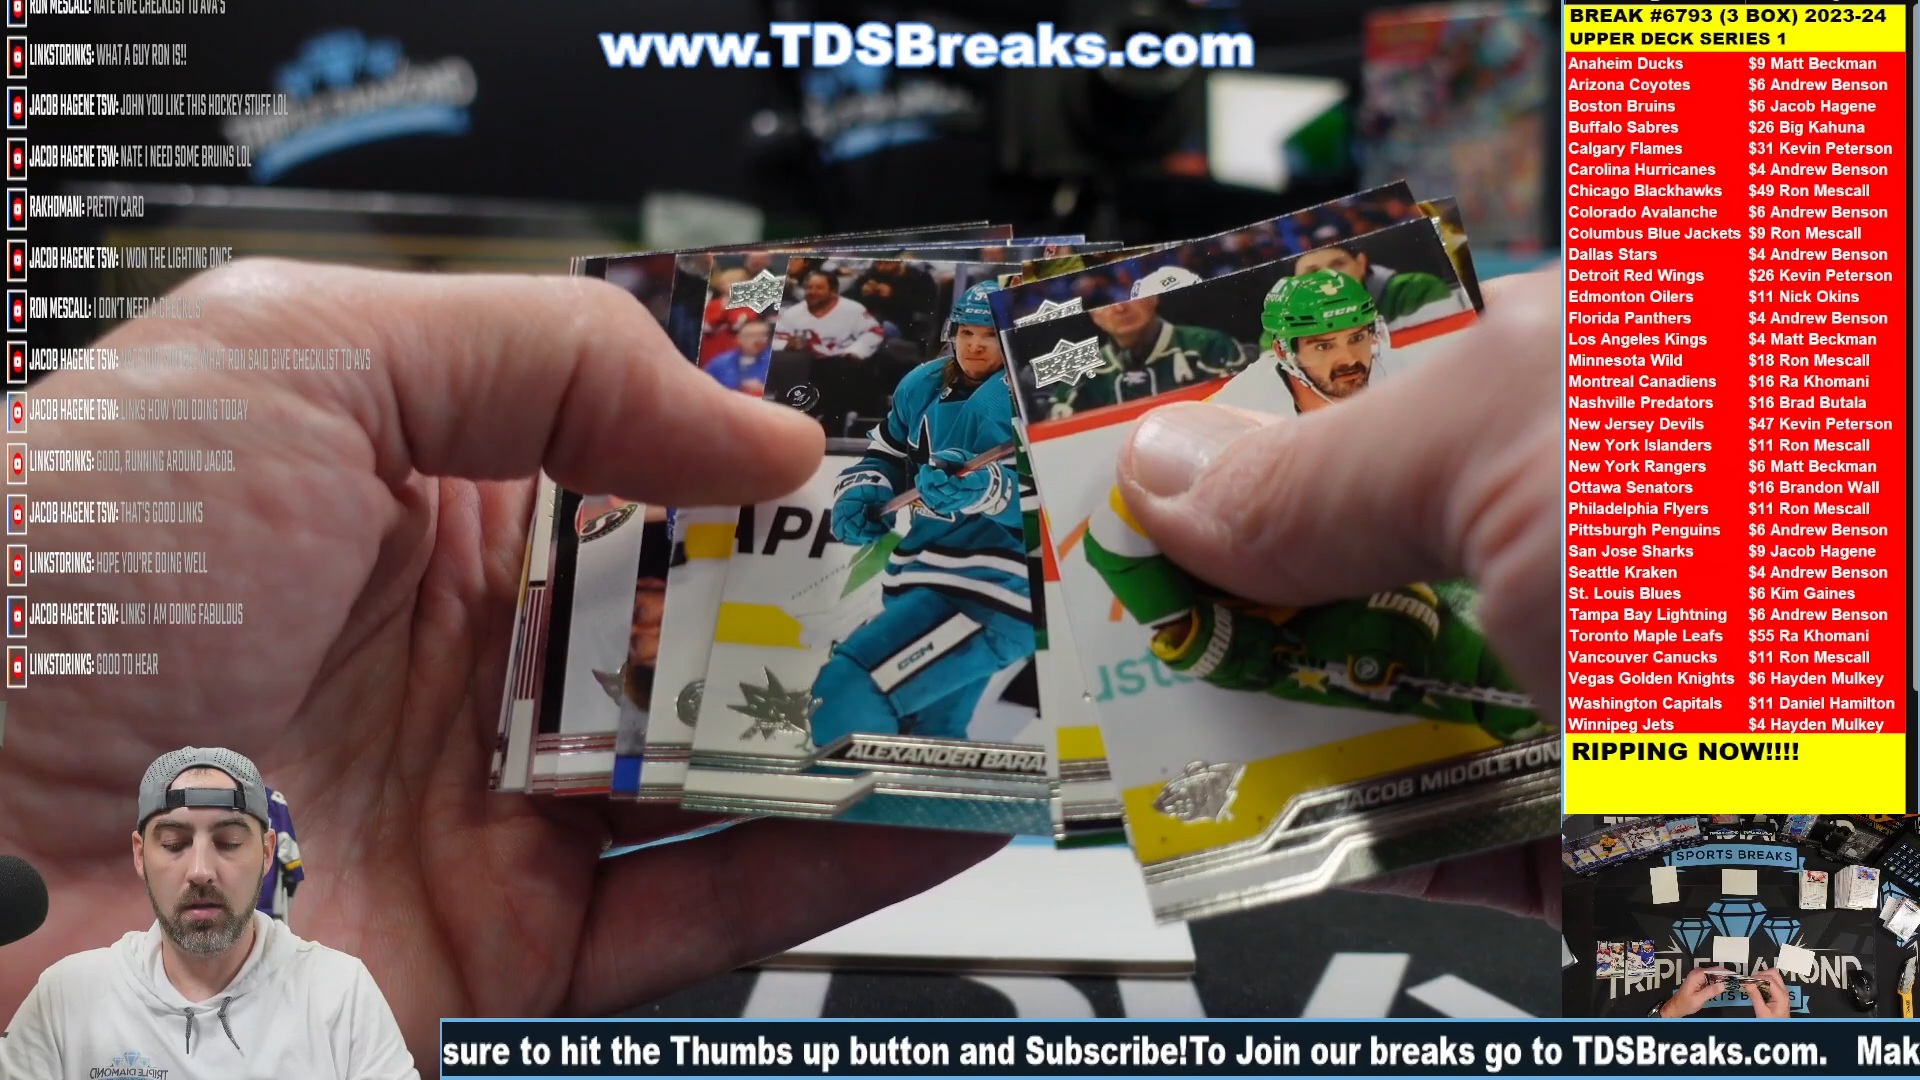 RON MESCALL: NATE GIVE CHECKLIST TO AVA'S
LINKSTORINKS: WHAT A GUY RON IS!!
JACOB HAGENE TSW: JOHN YOU LIKE THIS HOCKEY STUFF LOL
JACOB HAGENE TSW: NATE I NEED SOME BRUINS LOL
RAKHOMANI: PRETTY CARD
JACOB HAGENE TSW: I WON THE LIGHTING ONCE
RON MESCALL: I DON'T NEED A CHECKLIST
JACOB HAGENE TSW: WHAT RON SAID GIVE CHECKLIST TO AVS
JACOB HAGENE TSW: LINKS HOW YOU DOING TODAY
LINKSTORINKS: GOOD, RUNNING AROUND JACOB.
JACOB HAGENE TSW: THAT'S GOOD LINKS
LINKSTORINKS: HOPE YOU'RE DOING WELL
JACOB HAGENE TSW: LINKS I AM DOING FABULOUS
LINKSTORINKS: GOOD TO HEAR
www.TDSBreaks.com
UPPER DECK
CCM
CCM
APP
CCM
ALEXANDER BARA
JACOB MIDDLETON
BREAK #6793 (3 BOX) 2023-24
UPPER DECK SERIES 1
Anaheim Ducks $9 Matt Beckman
Arizona Coyotes $6 Andrew Benson
Boston Bruins $6 Jacob Hagene
Buffalo Sabres $26 Big Kahuna
Calgary Flames $31 Kevin Peterson
Carolina Hurricanes $4 Andrew Benson
Chicago Blackhawks $49 Ron Mescall
Colorado Avalanche $6 Andrew Benson
Columbus Blue Jackets $9 Ron Mescall
Dallas Stars $4 Andrew Benson
Detroit Red Wings $26 Kevin Peterson
Edmonton Oilers $11 Nick Okins
Florida Panthers $4 Andrew Benson
Los Angeles Kings $4 Matt Beckman
Minnesota Wild $18 Ron Mescall
Montreal Canadiens $16 Ra Khomani
Nashville Predators $16 Brad Butala
New Jersey Devils $47 Kevin Peterson
New York Islanders $11 Ron Mescall
New York Rangers $6 Matt Beckman
Ottawa Senators $16 Brandon Wall
Philadelphia Flyers $11 Ron Mescall
Pittsburgh Penguins $6 Andrew Benson
San Jose Sharks $9 Jacob Hagene
Seattle Kraken $4 Andrew Benson
St. Louis Blues $6 Kim Gaines
Tampa Bay Lightning $6 Andrew Benson
Toronto Maple Leafs $55 Ra Khomani
Vancouver Canucks $11 Ron Mescall
Vegas Golden Knights $6 Hayden Mulkey
Washington Capitals $11 Daniel Hamilton
Winnipeg Jets $4 Hayden Mulkey
RIPPING NOW!!!!
SPORTS BREAKS
TRIPLE DIAMOND
sure to hit the Thumbs up button and Subscribe!To Join our breaks go to TDSBreaks.com. Mak